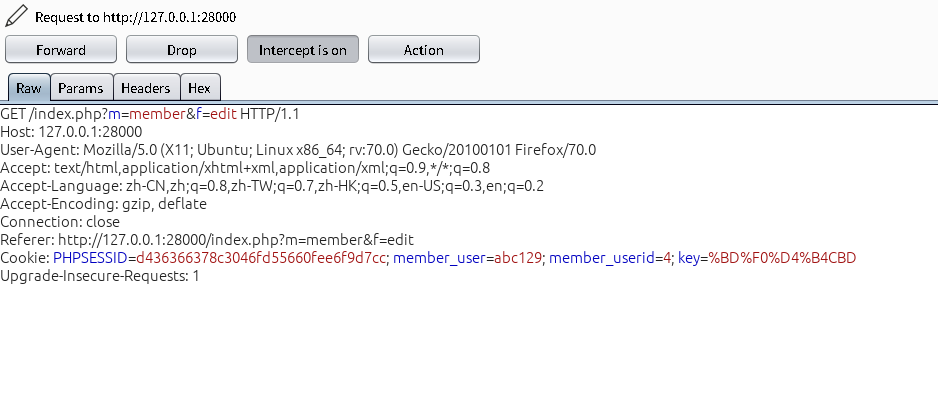 Request to http://127.0.0.1:28000
Forward Drop Intercept is on Action
Raw Params Headers Hex
GET /index.php?m=member&f=edit HTTP/1.1
Host: 127.0.0.1:28000
User-Agent: Mozilla/5.0 (X11; Ubuntu; Linux x86_64; rv:70.0) Gecko/20100101 Firefox/70.0
Accept: text/html,application/xhtml+xml,application/xml;q=0.9,*/*;q=0.8
Accept-Language: zh-CN,zh;q=0.8,zh-TW;q=0.7,zh-HK;q=0.5,en-US;q=0.3,en;q=0.2
Accept-Encoding: gzip, deflate
Connection: close
Referer: http://127.0.0.1:28000/index.php?m=member&f=edit
Cookie: PHPSESSID=d436366378c3046fd55660fee6f9d7cc; member_user=abc129; member_userid=4; key=%BD%F0%D4%B4CBD
Upgrade-Insecure-Requests: 1